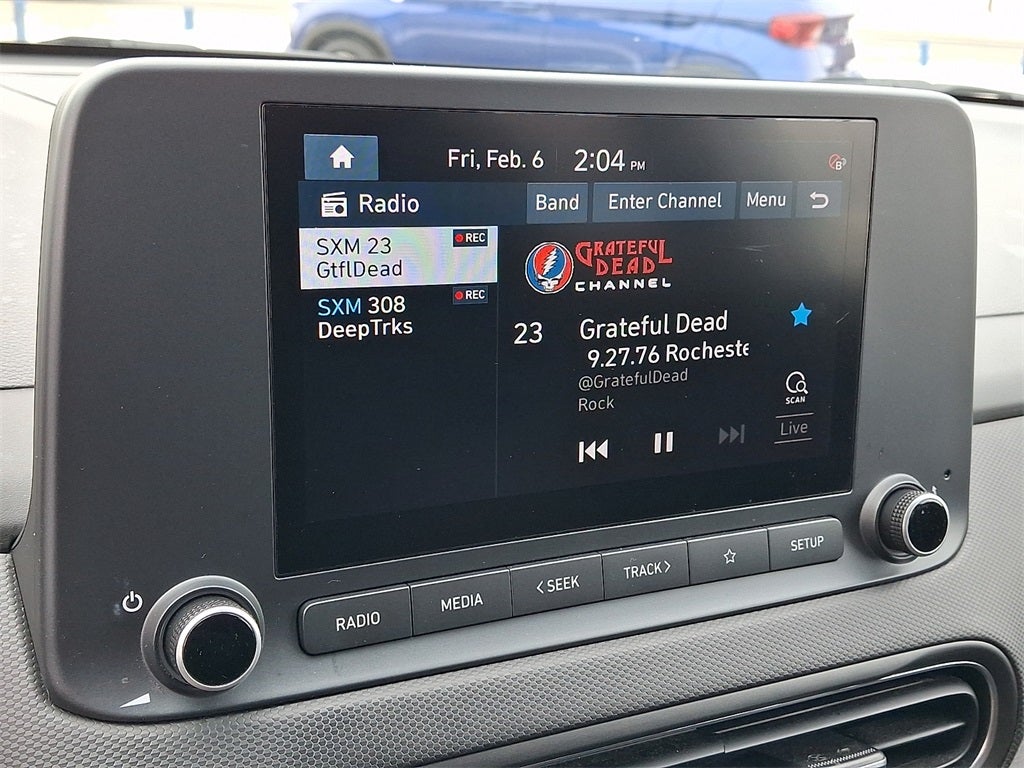 Fri, Feb. 6 2:04 PM
Radio
Band
Enter Channel
Menu
SXM 23
REC
GtflDead
SXM 308
REC
DeepTrks
GRATEFUL
DEAD
CHANNEL
23
Grateful Dead
9.27.76 Rocheste
@GratefulDead
Rock
SCAN
Live
RADIO
MEDIA
< SEEK
TRACK >
SETUP